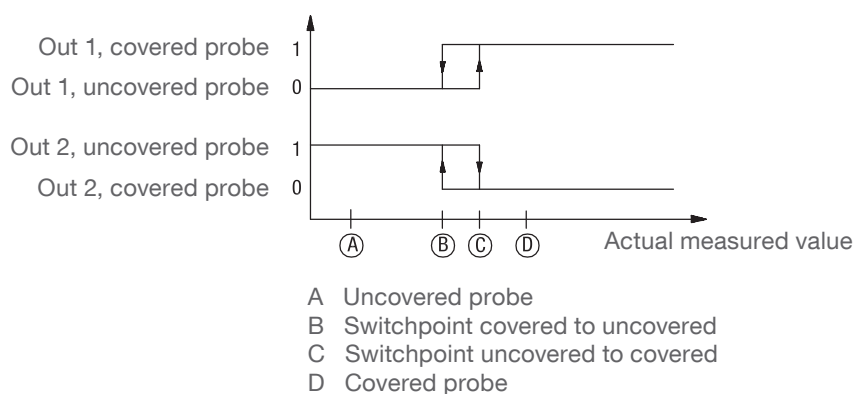 Out 1, covered probe 1
Out 1, uncovered probe 0
Out 2, uncovered probe 1
Out 2, covered probe 0
A B C D Actual measured value
A Uncovered probe
B Switchpoint covered to uncovered
C Switchpoint uncovered to covered
D Covered probe